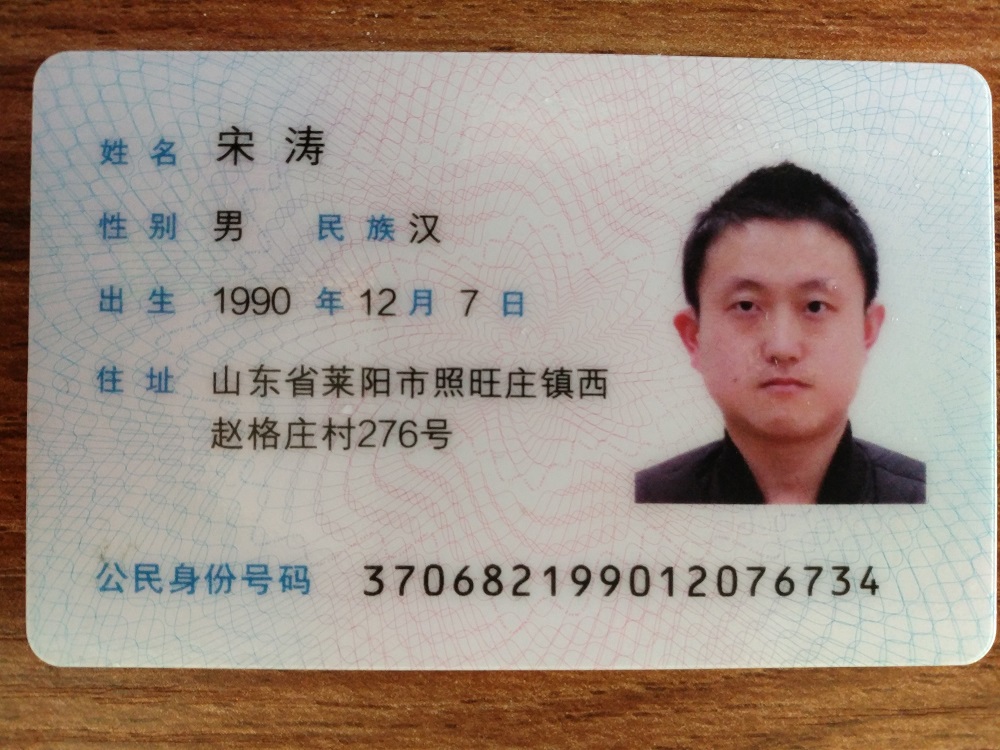 姓名 宋涛
性别 男 民族 汉
出生 1990 年 12 月 7 日
住址 山东省莱阳市照旺庄镇西
赵格庄村276号
公民身份号码 370682199012076734